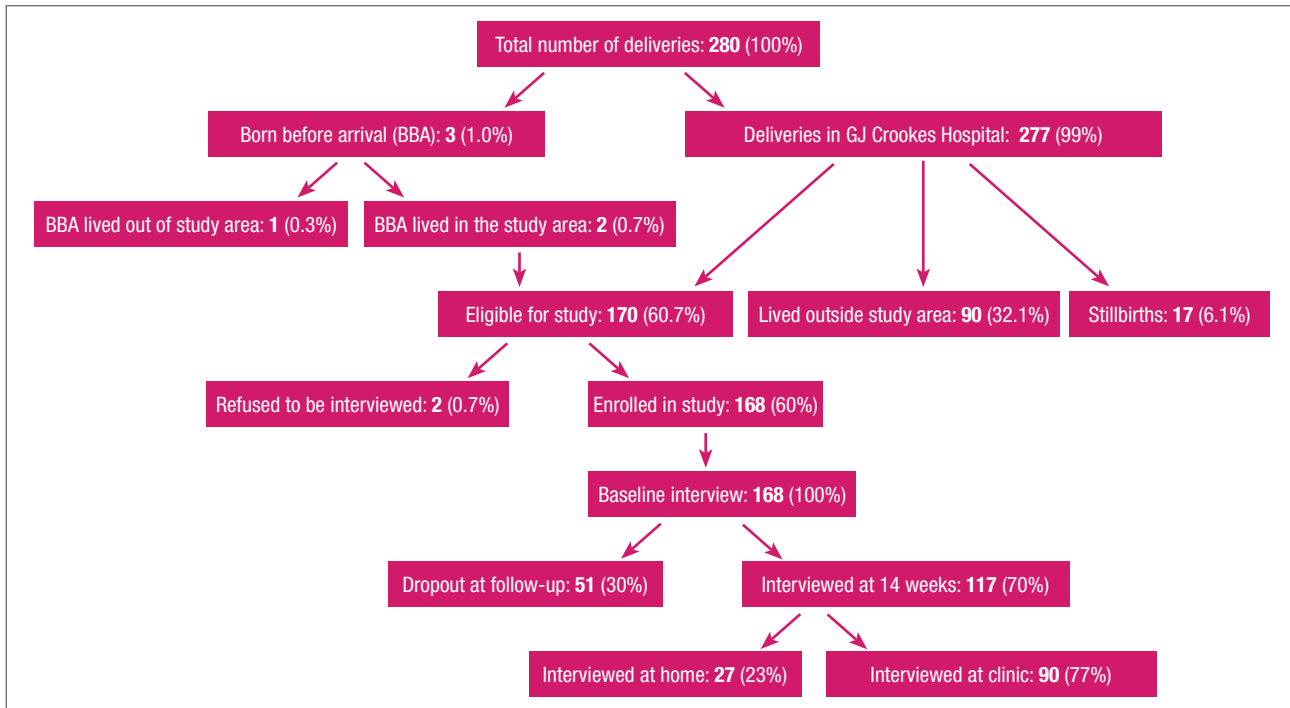 Total number of deliveries: 280 (100%)
Born before arrival (BBA): 3 (1.0%)
Deliveries in GJ Crookes Hospital: 277 (99%)
BBA lived out of study area: 1 (0.3%)
BBA lived in the study area: 2 (0.7%)
Eligible for study: 170 (60.7%)
Lived outside study area: 90 (32.1%)
Stillbirths: 17 (6.1%)
Refused to be interviewed: 2 (0.7%)
Enrolled in study: 168 (60%)
Baseline interview: 168 (100%)
Dropout at follow-up: 51 (30%)
Interviewed at 14 weeks: 117 (70%)
Interviewed at home: 27 (23%)
Interviewed at clinic: 90 (77%)